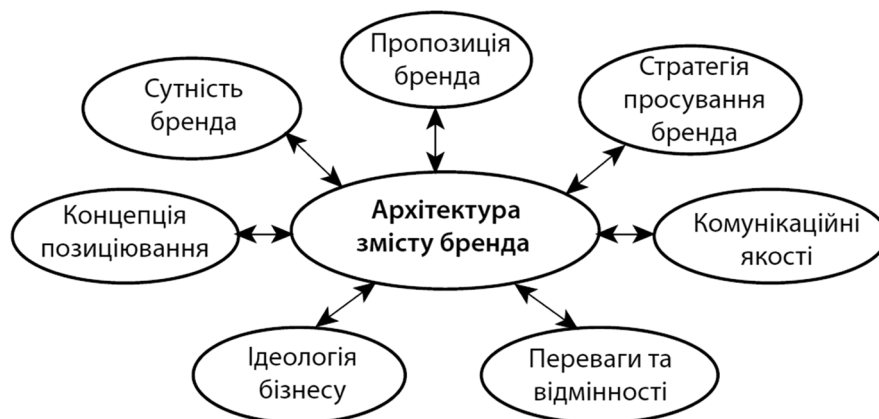 Пропозиція
бренда
Сутність
бренда
Стратегія
просування
бренда
Концепція
позиціювання
Архітектура
змісту бренда
Комунікаційні
якості
Ідеологія
бізнесу
Переваги та
відмінності